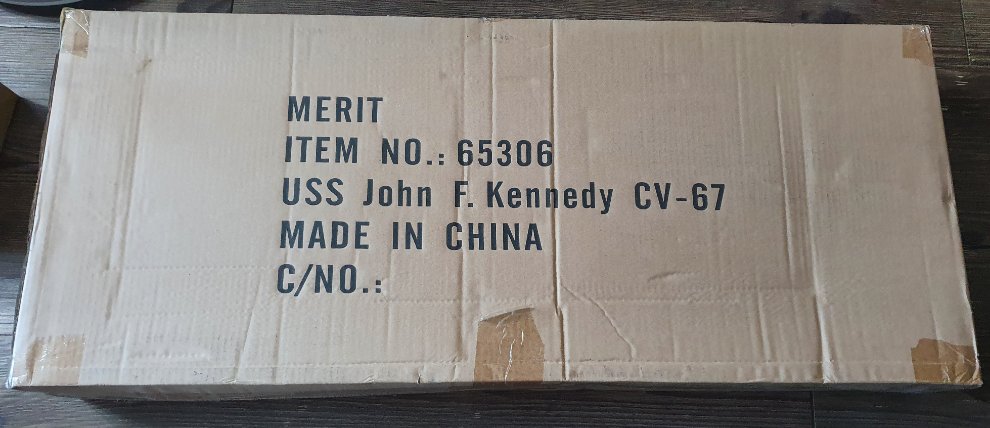 MERIT
ITEM NO.: 65306
USS John F. Kennedy CV-67
MADE IN CHINA
C/NO.: